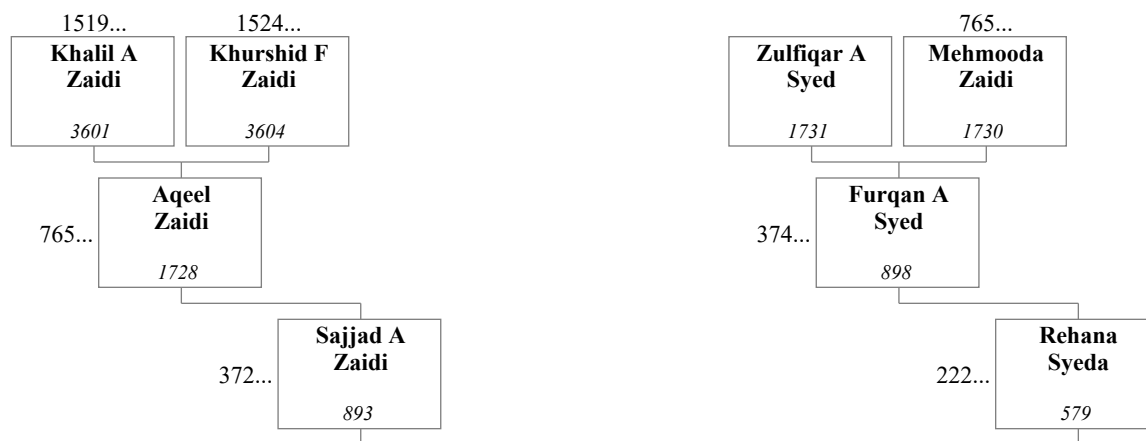 1519...
1524...
765...
Khalil A
Zaidi
3601
Khurshid F
Zaidi
3604
Zulfiqar A
Syed
1731
Mehmooda
Zaidi
1730
765...
Aqeel
Zaidi
1728
374...
Furqan A
Syed
898
372...
Sajjad A
Zaidi
893
222...
Rehana
Syeda
579